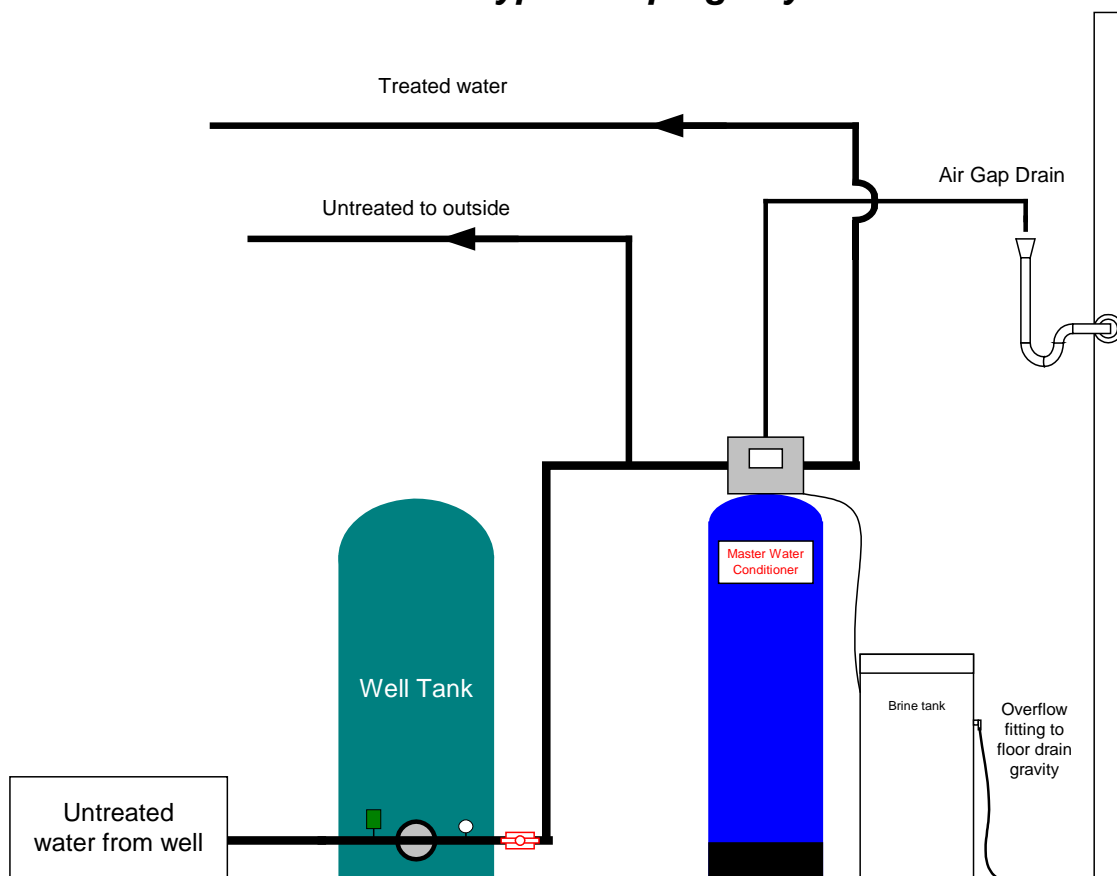 Treated water
Air Gap Drain
Untreated to outside
Master Water
Conditioner
Well Tank
Brine tank
Overflow
fitting to
floor drain
gravity
Untreated
water from well